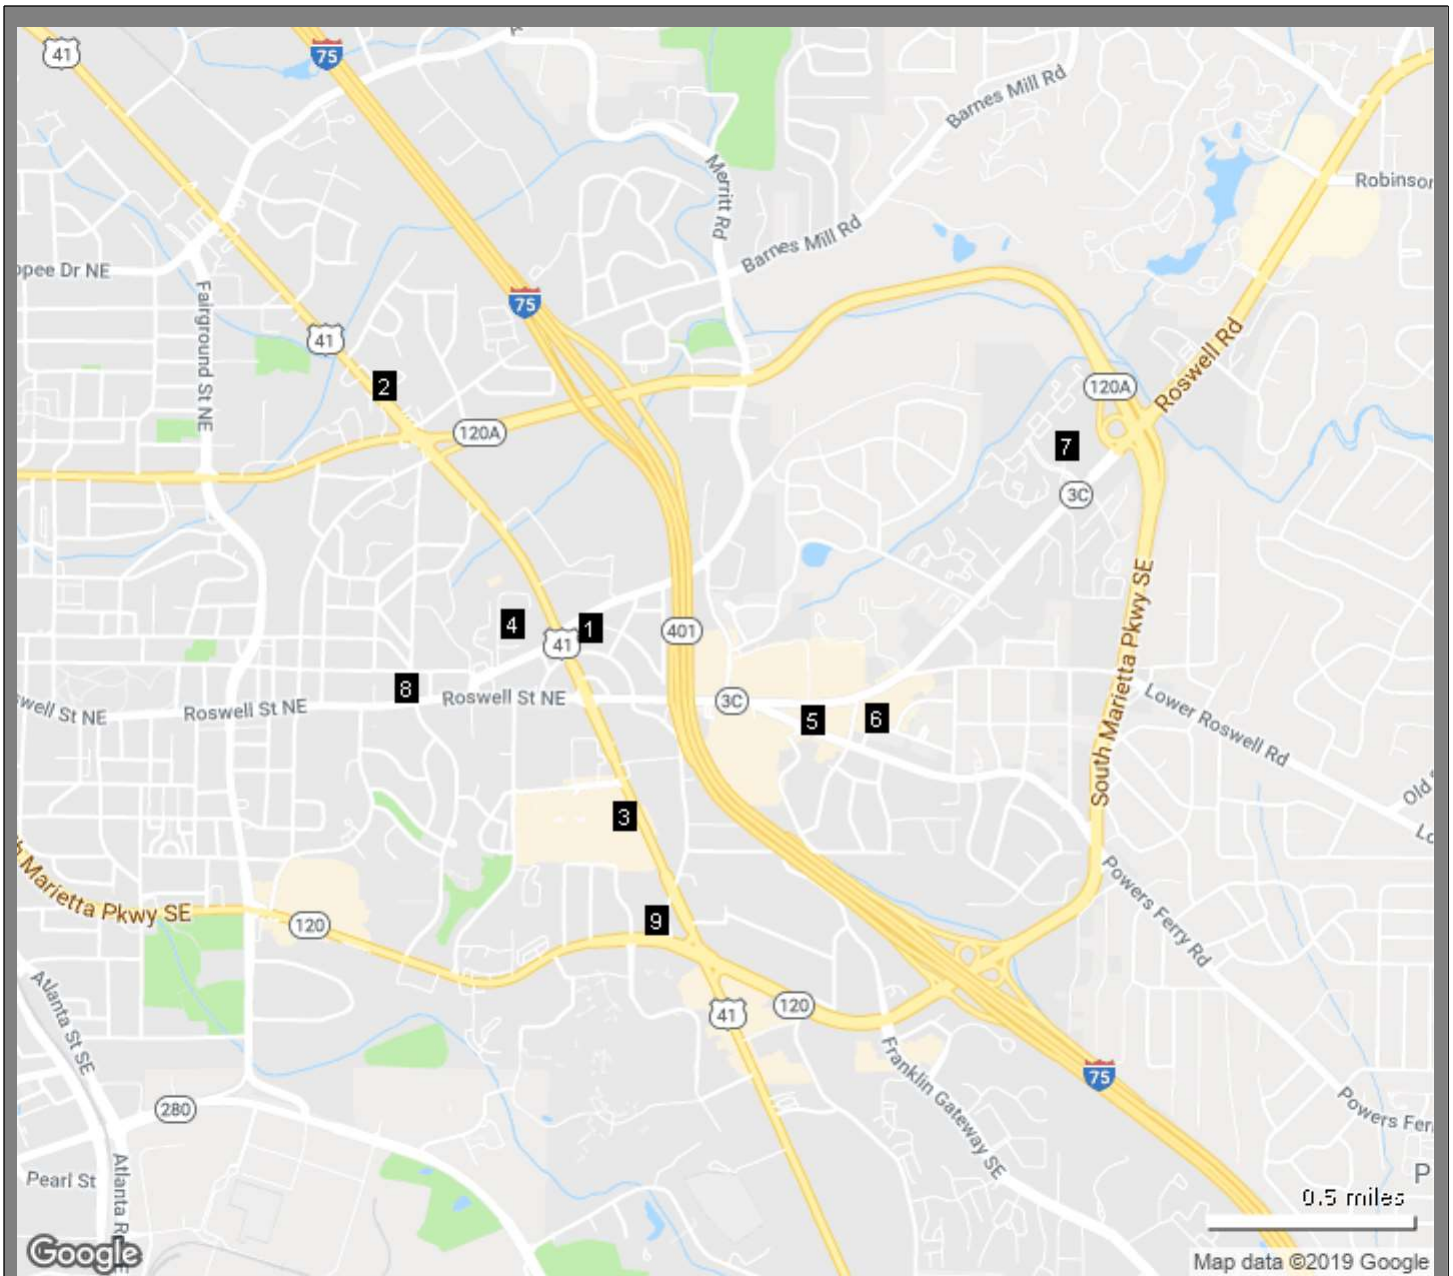 41
75
Barnes Mill Rd
Merritt Rd
Robinson
Barnes Mill Rd
opee Dr NE
Fairground St NE
75
41
Roswell Rd
2
120A
120A
7
3C
South Marietta Pkwy SE
4
1
41
401
8
Roswell St NE
3C
Lower Roswell Rd
swell St NE
Roswell St NE
5
6
Old
Lo
3
h Marietta Pkwy SE
Powers Ferry Rd
9
120
Atlanta St SE
120
41
Franklin Gateway SE
75
280
Powers Fer
Pearl St
Atlanta Rd
P
0.5 miles
Google
Map data ©2019 Google